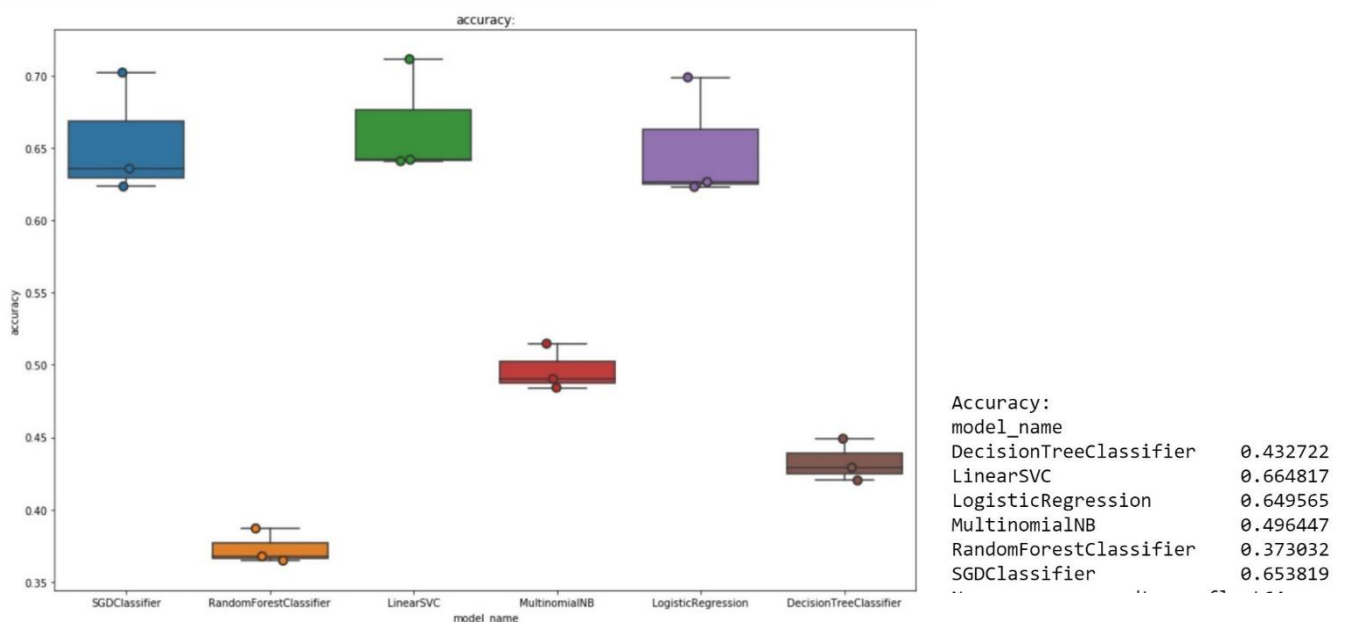 accuracy:
0.70
0.65
0.60
0.55
0.50
0.45
0.40
0.35
accuracy
SGDClassifier RandomForestClassifier LinearSVC MultinomialNB LogisticRegression DecisionTreeClassifier
model_name
Accuracy:
model_name
DecisionTreeClassifier 0.432722
LinearSVC 0.664817
LogisticRegression 0.649565
MultinomialNB 0.496447
RandomForestClassifier 0.373032
SGDClassifier 0.653819